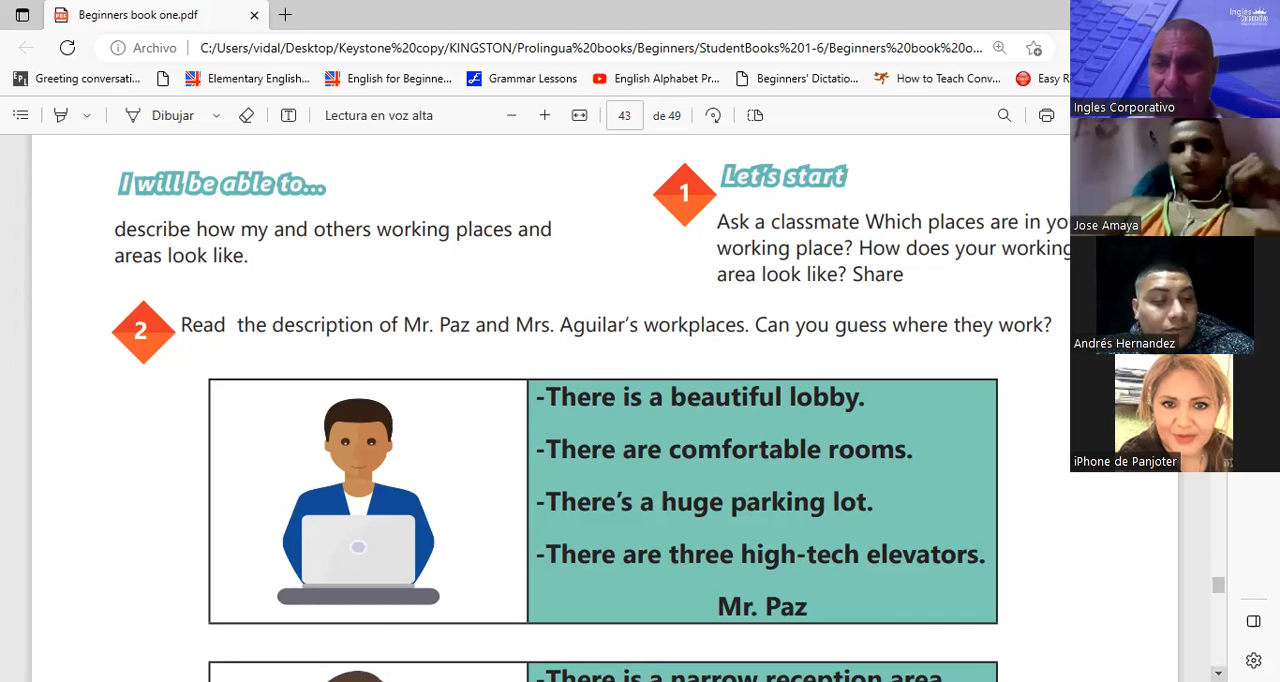 Beginners book one.pdf
Archivo
C:/Users/vidal/Desktop/Keystone%20copy/KINGSTON/Prolingua%20books/Beginners/StudentBooks%201-6/Beginners%20book%20o...
Greeting conversati...
Elementary English...
English for Beginne...
Grammar Lessons
English Alphabet Pr...
Beginners' Dictatio...
How to Teach Conv...
Easy R
Dibujar
Lectura en voz alta
43
de 49
I will be able to...
describe how my and others working places and
areas look like.
1
Let's start
Ask a classmate Which places are in yo
working place? How does your working
area look like? Share
2
Read the description of Mr. Paz and Mrs. Aguilar's workplaces. Can you guess where they work?
-There is a beautiful lobby.
-There are comfortable rooms.
-There's a huge parking lot.
-There are three high-tech elevators.
Mr. Paz
-There is a narrow reception area
Ingles Corporativo
Jose Amaya
Andrés Hernandez
iPhone de Panjoter